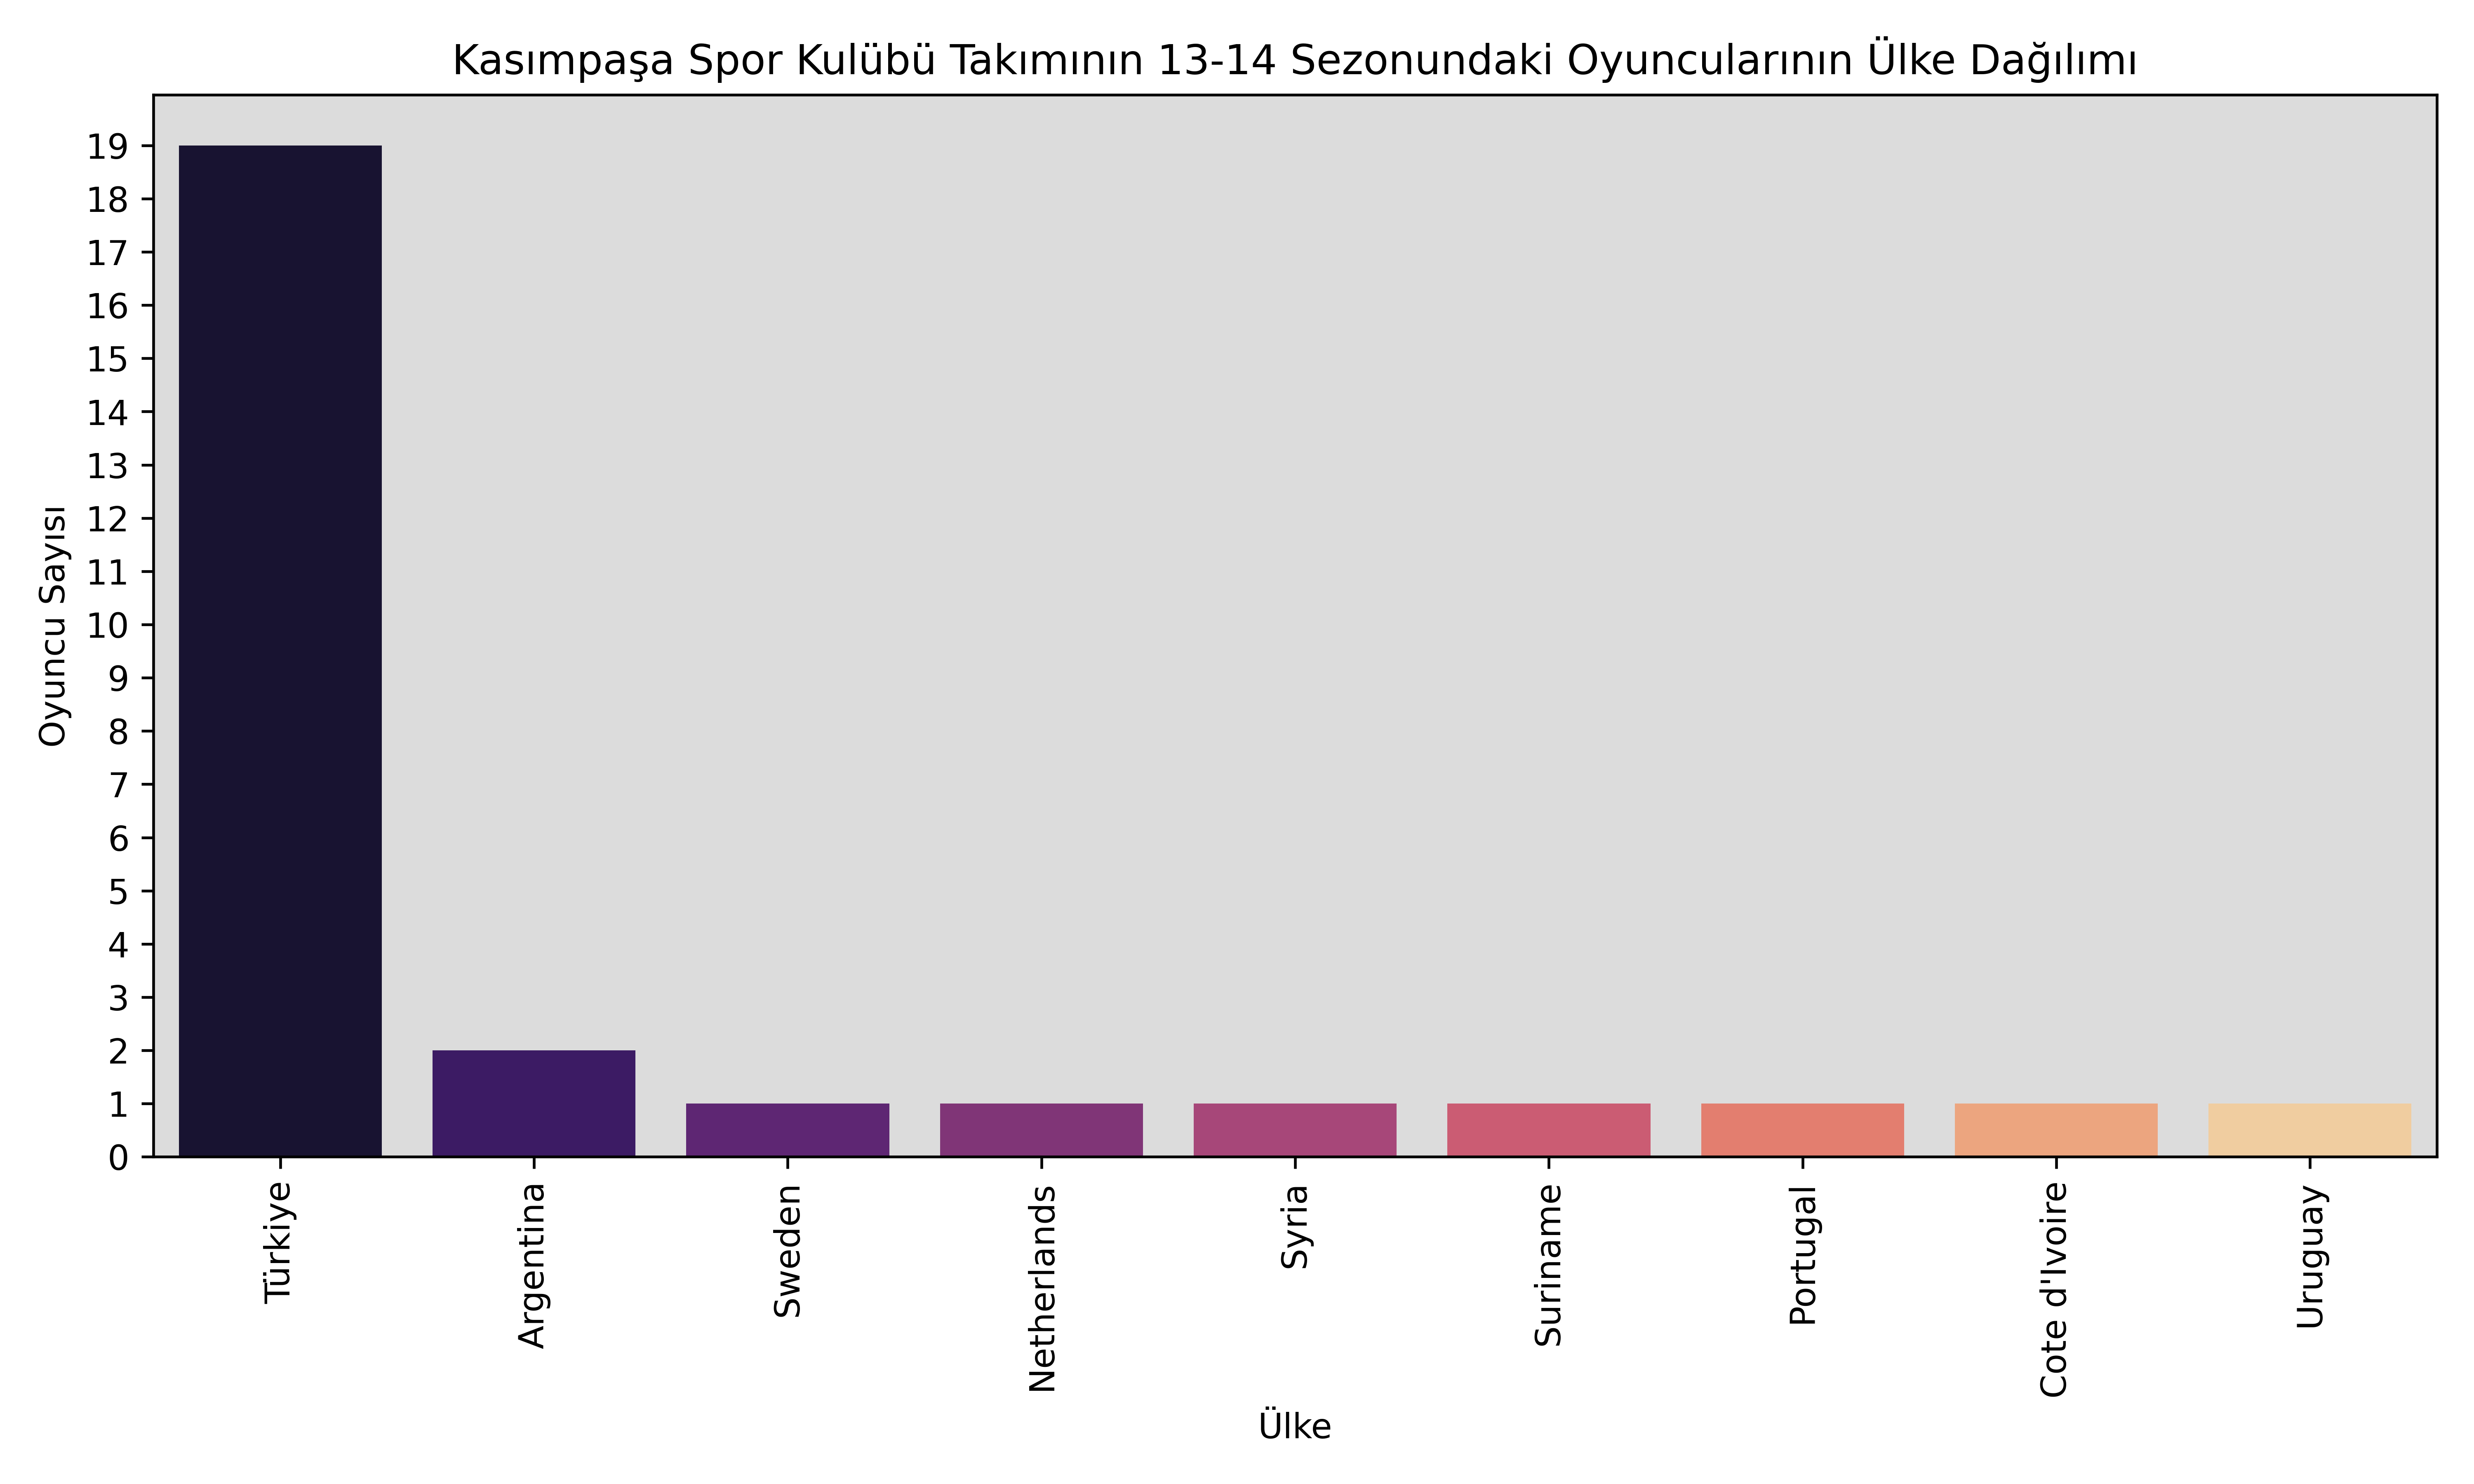 Kasımpaşa Spor Kulübü Takımının 13-14 Sezonundaki Oyuncularının Ülke Dağılımı
Oyuncu Sayısı
19
18
17
16
15
14
13
12
11
10
9
8
7
6
5
4
3
2
1
0
Türkiye
Argentina
Sweden
Netherlands
Syria
Suriname
Portugal
Cote d'Ivoire
Uruguay
Ülke